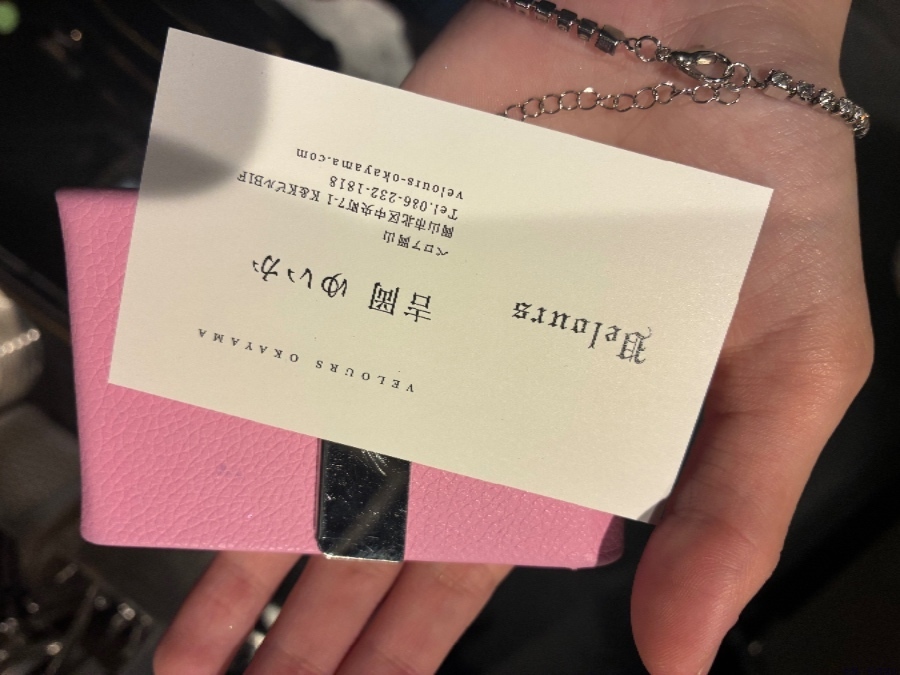 Velours
VELOURS OKAYAMA
吉岡 ゆいか
ベロア岡山
岡山市北区中央町7-1 K&KビルB1F
Tel.086-232-1818
velours-okayama.com